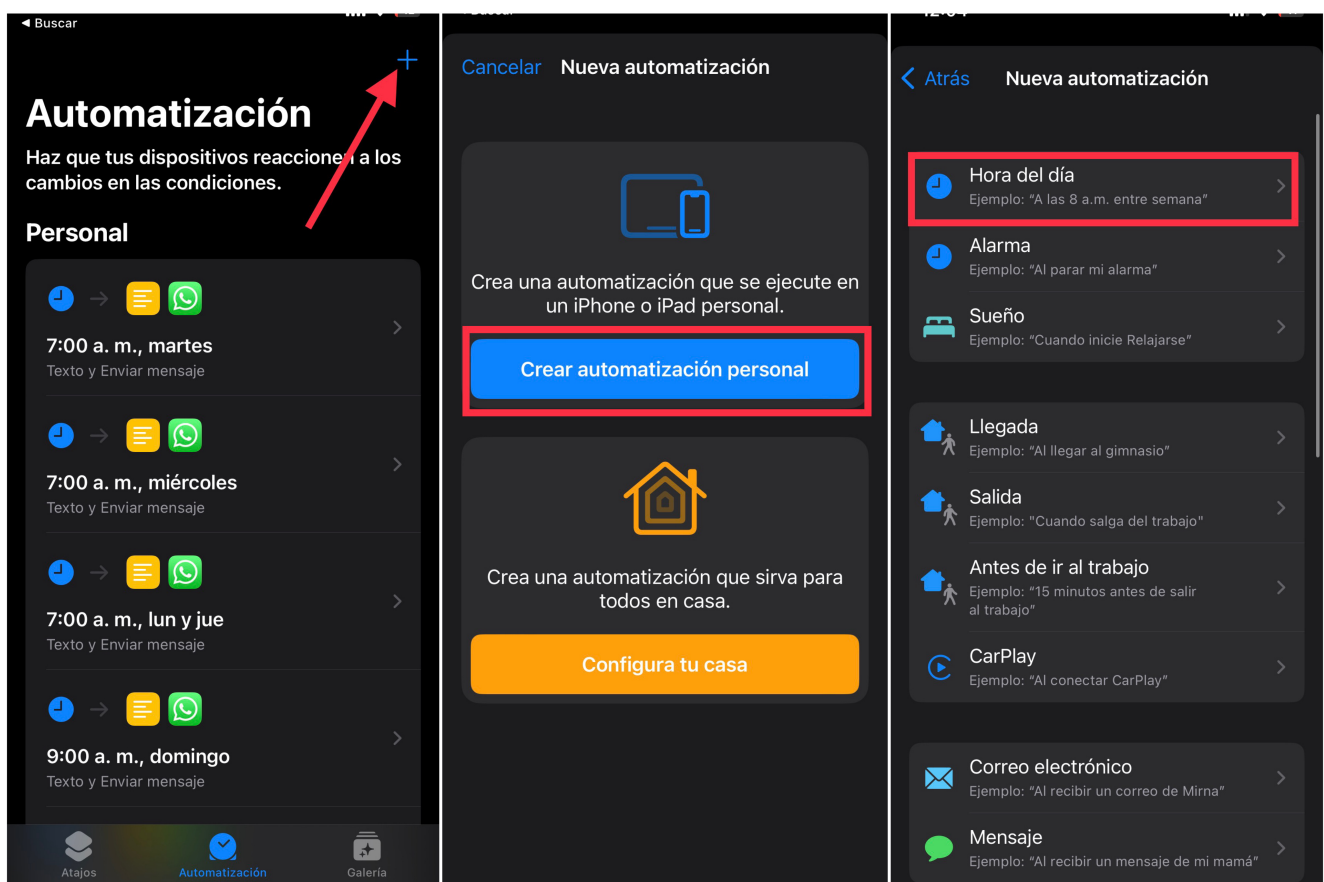 ◀ Buscar
Automatización
Haz que tus dispositivos reaccionen a los
cambios en las condiciones.
Personal
7:00 a. m., martes
Texto y Enviar mensaje
7:00 a. m., miércoles
Texto y Enviar mensaje
7:00 a. m., lun y jue
Texto y Enviar mensaje
9:00 a. m., domingo
Texto y Enviar mensaje
Atajos
Automatización
Galería
Cancelar
Nueva automatización
Crea una automatización que se ejecute en
un iPhone o iPad personal.
Crear automatización personal
Crea una automatización que sirva para
todos en casa.
Configura tu casa
Atrás
Nueva automatización
Hora del día
Ejemplo: “A las 8 a.m. entre semana”
Alarma
Ejemplo: “Al parar mi alarma”
Sueño
Ejemplo: “Cuando inicie Relajarse”
Llegada
Ejemplo: “Al llegar al gimnasio”
Salida
Ejemplo: "Cuando salga del trabajo"
Antes de ir al trabajo
Ejemplo: “15 minutos antes de salir
al trabajo”
CarPlay
Ejemplo: “Al conectar CarPlay”
Correo electrónico
Ejemplo: “Al recibir un correo de Mirna”
Mensaje
Ejemplo: “Al recibir un mensaje de mi mamá”